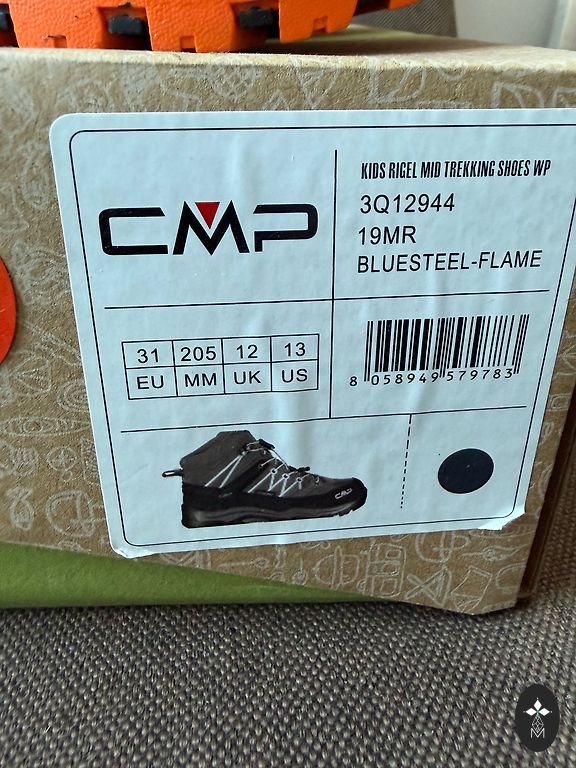 KIDS RIGEL MID TREKKING SHOES WP
CMP
3Q12944
19MR
BLUESTEEL-FLAME
31 205 12 13
EU MM UK US
8 058949 579783
CMP
M